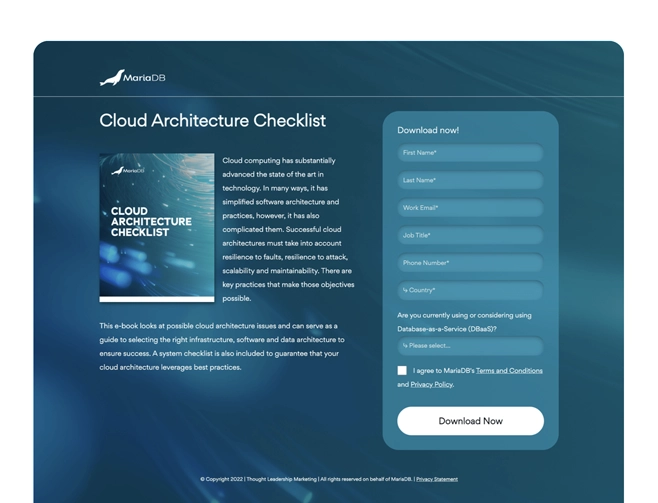 MariaDB
Cloud Architecture Checklist
MariaDB
CLOUD
ARCHITECTURE
CHECKLIST
Cloud computing has substantially
advanced the state of the art in
technology. In many ways, it has
simplified software architecture and
practices, however, it has also
complicated them. Successful cloud
architectures must take into account
resilience to faults, resilience to attack,
scalability and maintainability. There are
key practices that make those objectives
possible.
This e-book looks at possible cloud architecture issues and can serve as a
guide to selecting the right infrastructure, software and data architecture to
ensure success. A system checklist is also included to guarantee that your
cloud architecture leverages best practices.
Download now!
First Name*
Last Name*
Work Email*
Job Title*
Phone Number*
↳ Country*
Are you currently using or considering using
Database-as-a-Service (DBaaS)?
↳ Please select...
I agree to MariaDB's Terms and Conditions
and Privacy Policy.
Download Now
© Copyright 2022 | Thought Leadership Marketing | All rights reserved on behalf of MariaDB. | Privacy Statement